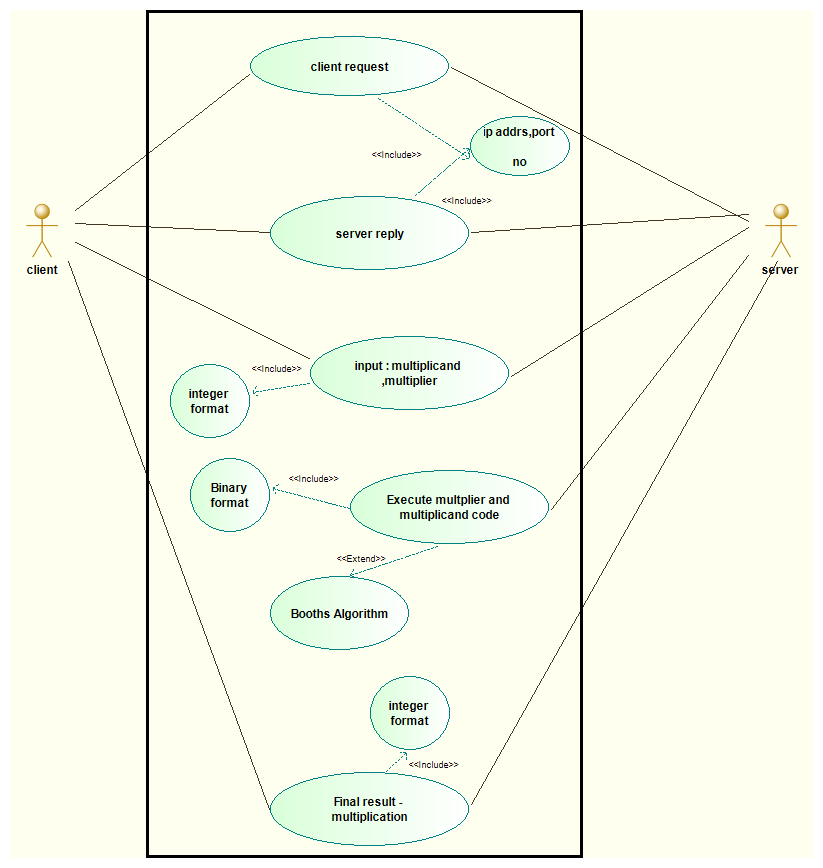 client request
ip addrs,port
no
<<Include>>
<<Include>>
server reply
client
server
input : multiplicand
,multiplier
<<Include>>
integer
format
<<Include>>
Binary
format
Execute multplier and
multiplicand code
<<Extend>>
Booths Algorithm
integer
format
<<Include>>
Final result -
multiplication